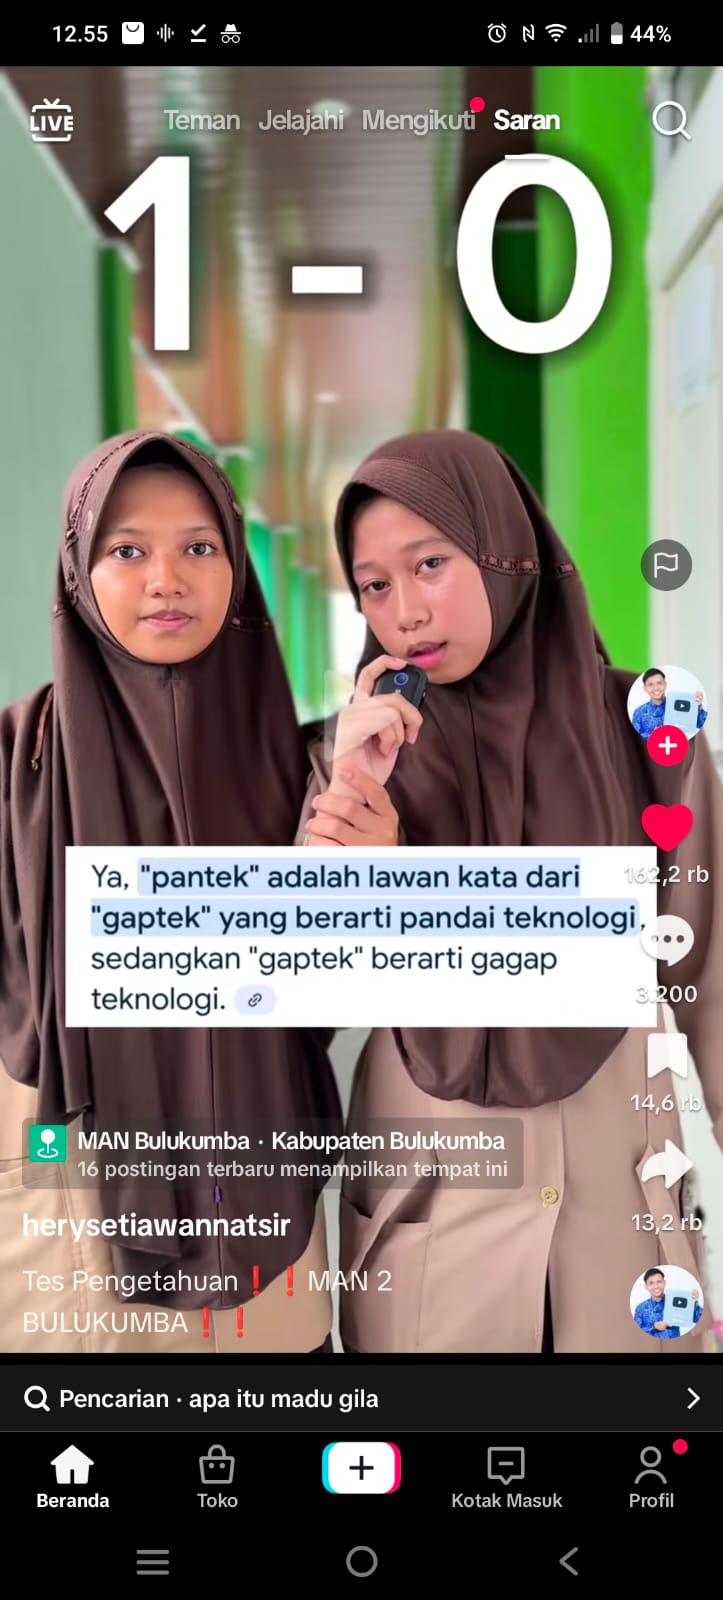 12.55
44%
LIVE
Teman Jelajahi Mengikuti Saran
1 - 0
Ya, "pantek" adalah lawan kata dari
"gaptek" yang berarti pandai teknologi,
sedangkan "gaptek" berarti gagap
teknologi.
162,2 rb
3.200
14,6 rb
13,2 rb
MAN Bulukumba · Kabupaten Bulukumba
16 postingan terbaru menampilkan tempat ini
herysetiawannatsir
Tes Pengetahuan❗❗MAN 2
BULUKUMBA❗❗
Pencarian · apa itu madu gila
Beranda Toko Kotak Masuk Profil